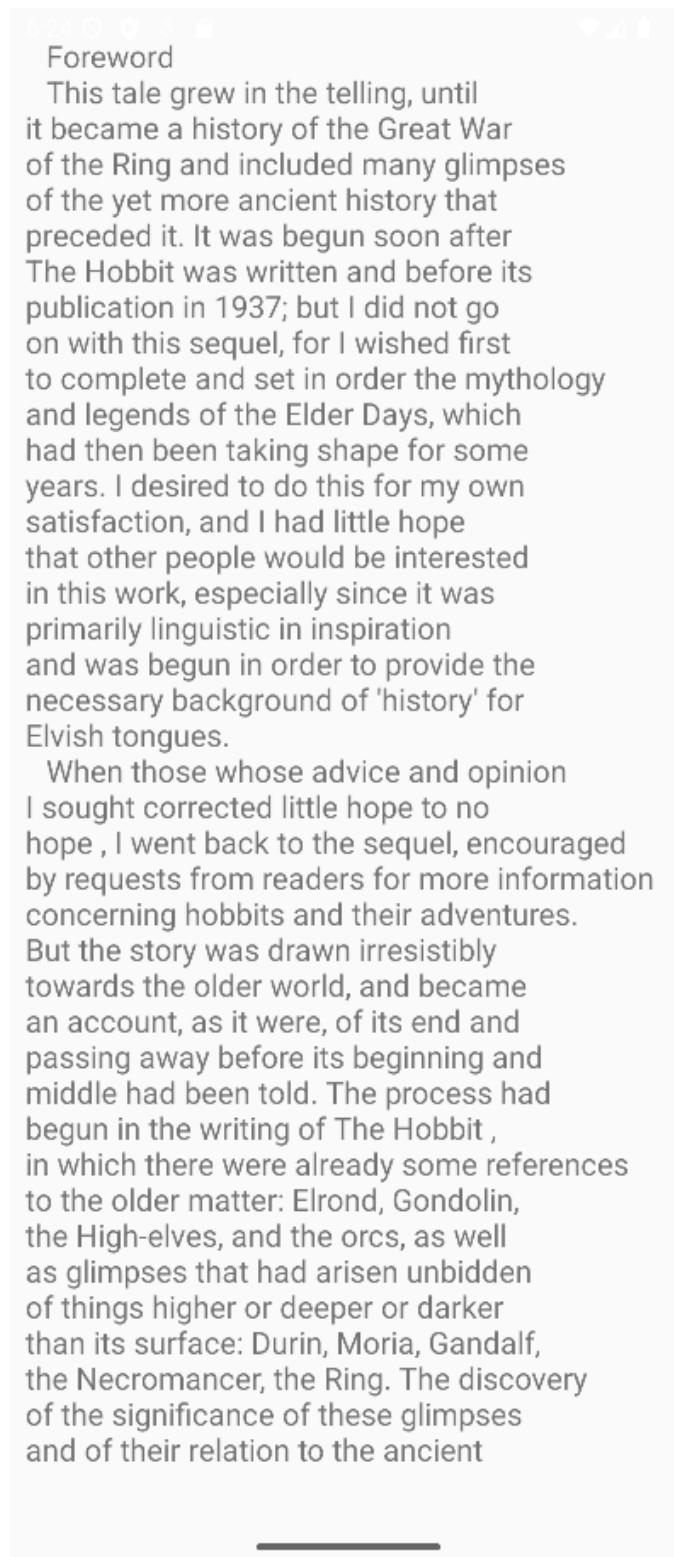 6:24
Foreword
This tale grew in the telling, until
it became a history of the Great War
of the Ring and included many glimpses
of the yet more ancient history that
preceded it. It was begun soon after
The Hobbit was written and before its
publication in 1937; but I did not go
on with this sequel, for I wished first
to complete and set in order the mythology
and legends of the Elder Days, which
had then been taking shape for some
years. I desired to do this for my own
satisfaction, and I had little hope
that other people would be interested
in this work, especially since it was
primarily linguistic in inspiration
and was begun in order to provide the
necessary background of 'history' for
Elvish tongues.
When those whose advice and opinion
I sought corrected little hope to no
hope , I went back to the sequel, encouraged
by requests from readers for more information
concerning hobbits and their adventures.
But the story was drawn irresistibly
towards the older world, and became
an account, as it were, of its end and
passing away before its beginning and
middle had been told. The process had
begun in the writing of The Hobbit ,
in which there were already some references
to the older matter: Elrond, Gondolin,
the High-elves, and the orcs, as well
as glimpses that had arisen unbidden
of things higher or deeper or darker
than its surface: Durin, Moria, Gandalf,
the Necromancer, the Ring. The discovery
of the significance of these glimpses
and of their relation to the ancient